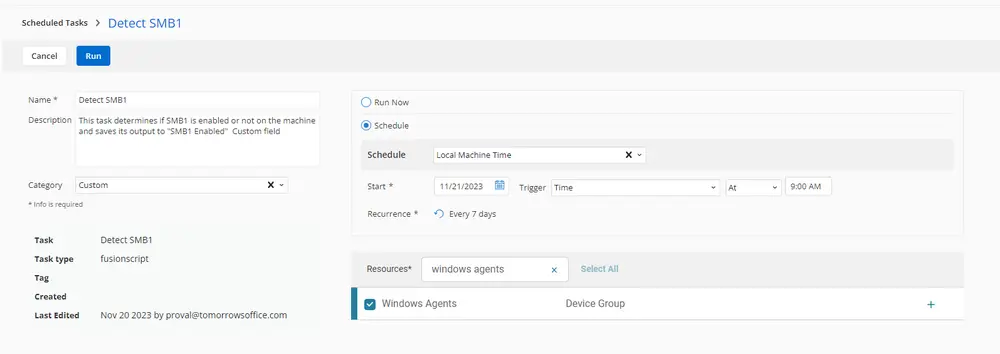 Scheduled Tasks > Detect SMB1
Cancel Run
Name * Detect SMB1
Description This task determines if SMB1 is enabled or not on the machine
and saves its output to "SMB1 Enabled" Custom field
Category Custom
* Info is required
Task Detect SMB1
Task type fusionscript
Tag
Created
Last Edited Nov 20 2023 by proval@tomorrowsoffice.com
Run Now
Schedule
Schedule Local Machine Time
Start * 11/21/2023 Trigger Time At 9:00 AM
Recurrence * Every 7 days
Resources* windows agents Select All
Windows Agents Device Group